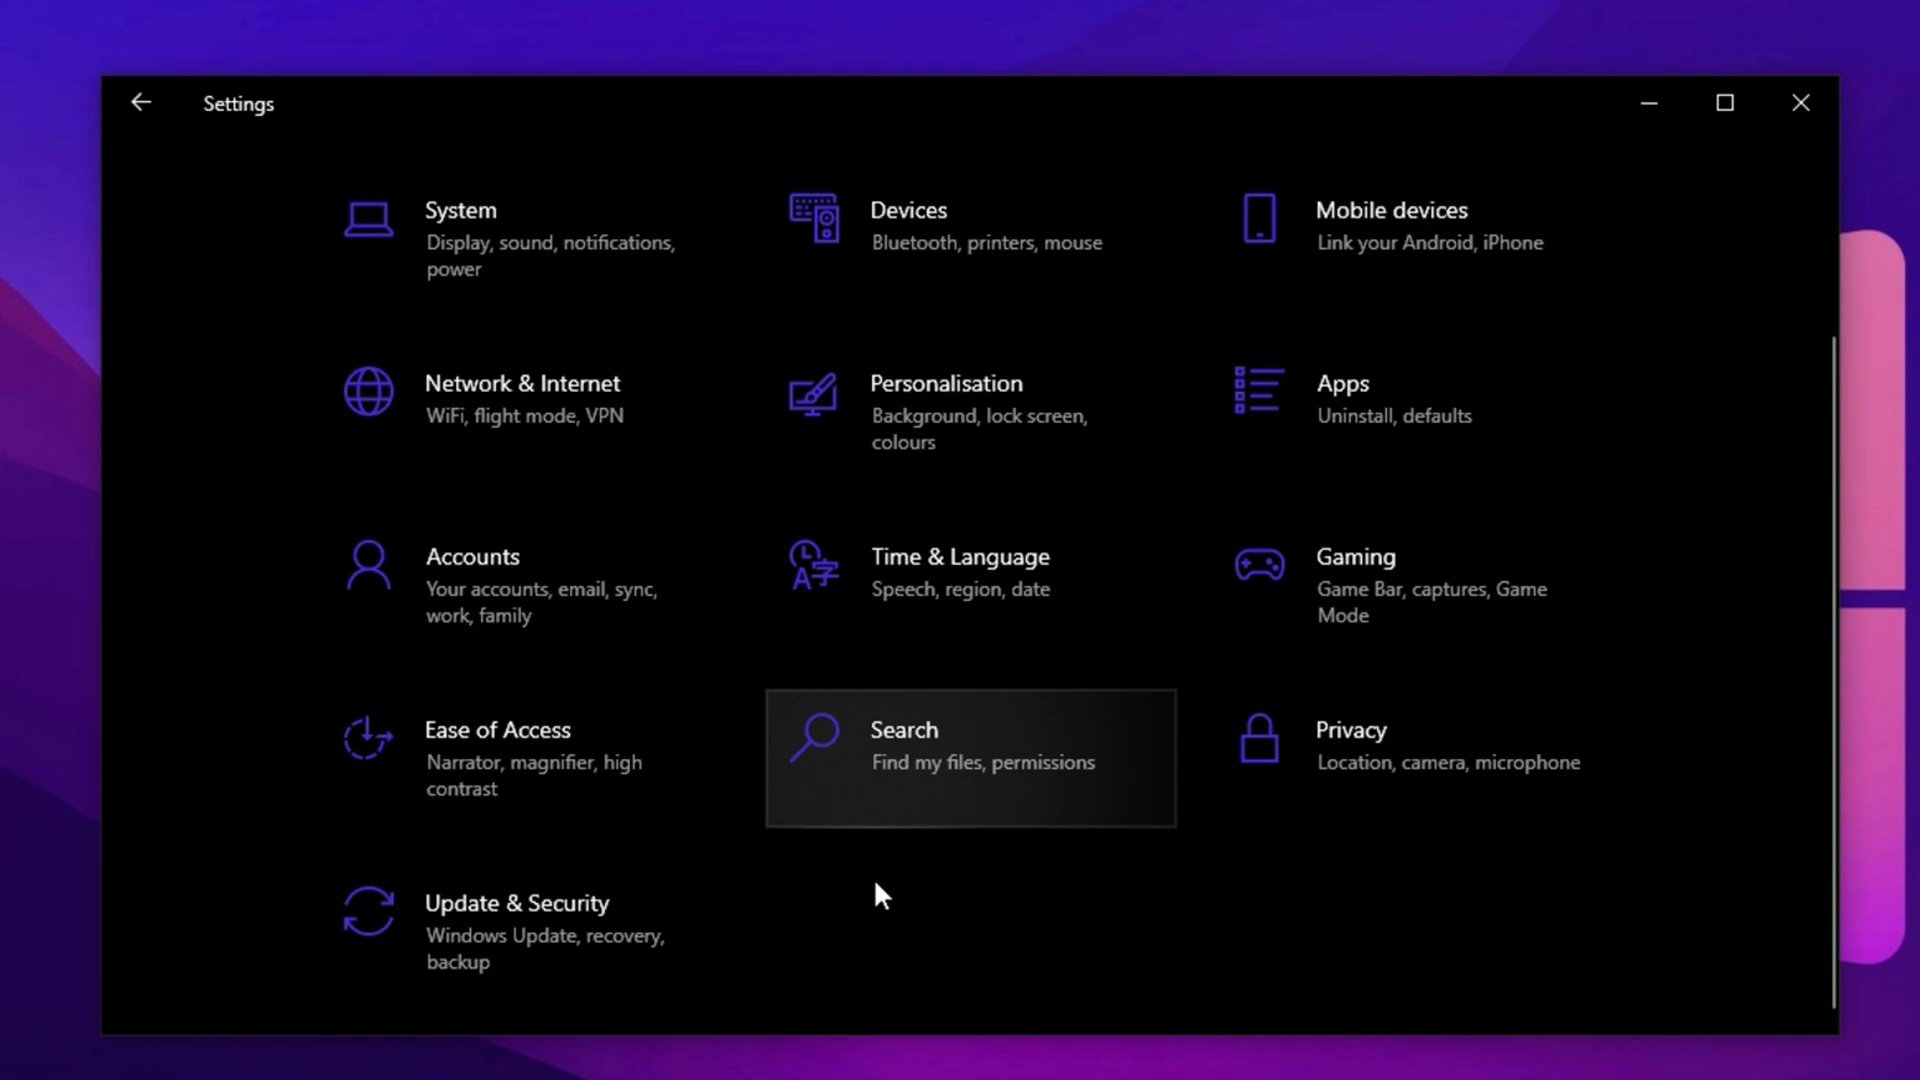 Settings
System
Display, sound, notifications,
power
Devices
Bluetooth, printers, mouse
Mobile devices
Link your Android, iPhone
Network & Internet
WiFi, flight mode, VPN
Personalisation
Background, lock screen,
colours
Apps
Uninstall, defaults
Accounts
Your accounts, email, sync,
work, family
Time & Language
Speech, region, date
Gaming
Game Bar, captures, Game
Mode
Ease of Access
Narrator, magnifier, high
contrast
Search
Find my files, permissions
Privacy
Location, camera, microphone
Update & Security
Windows Update, recovery,
backup